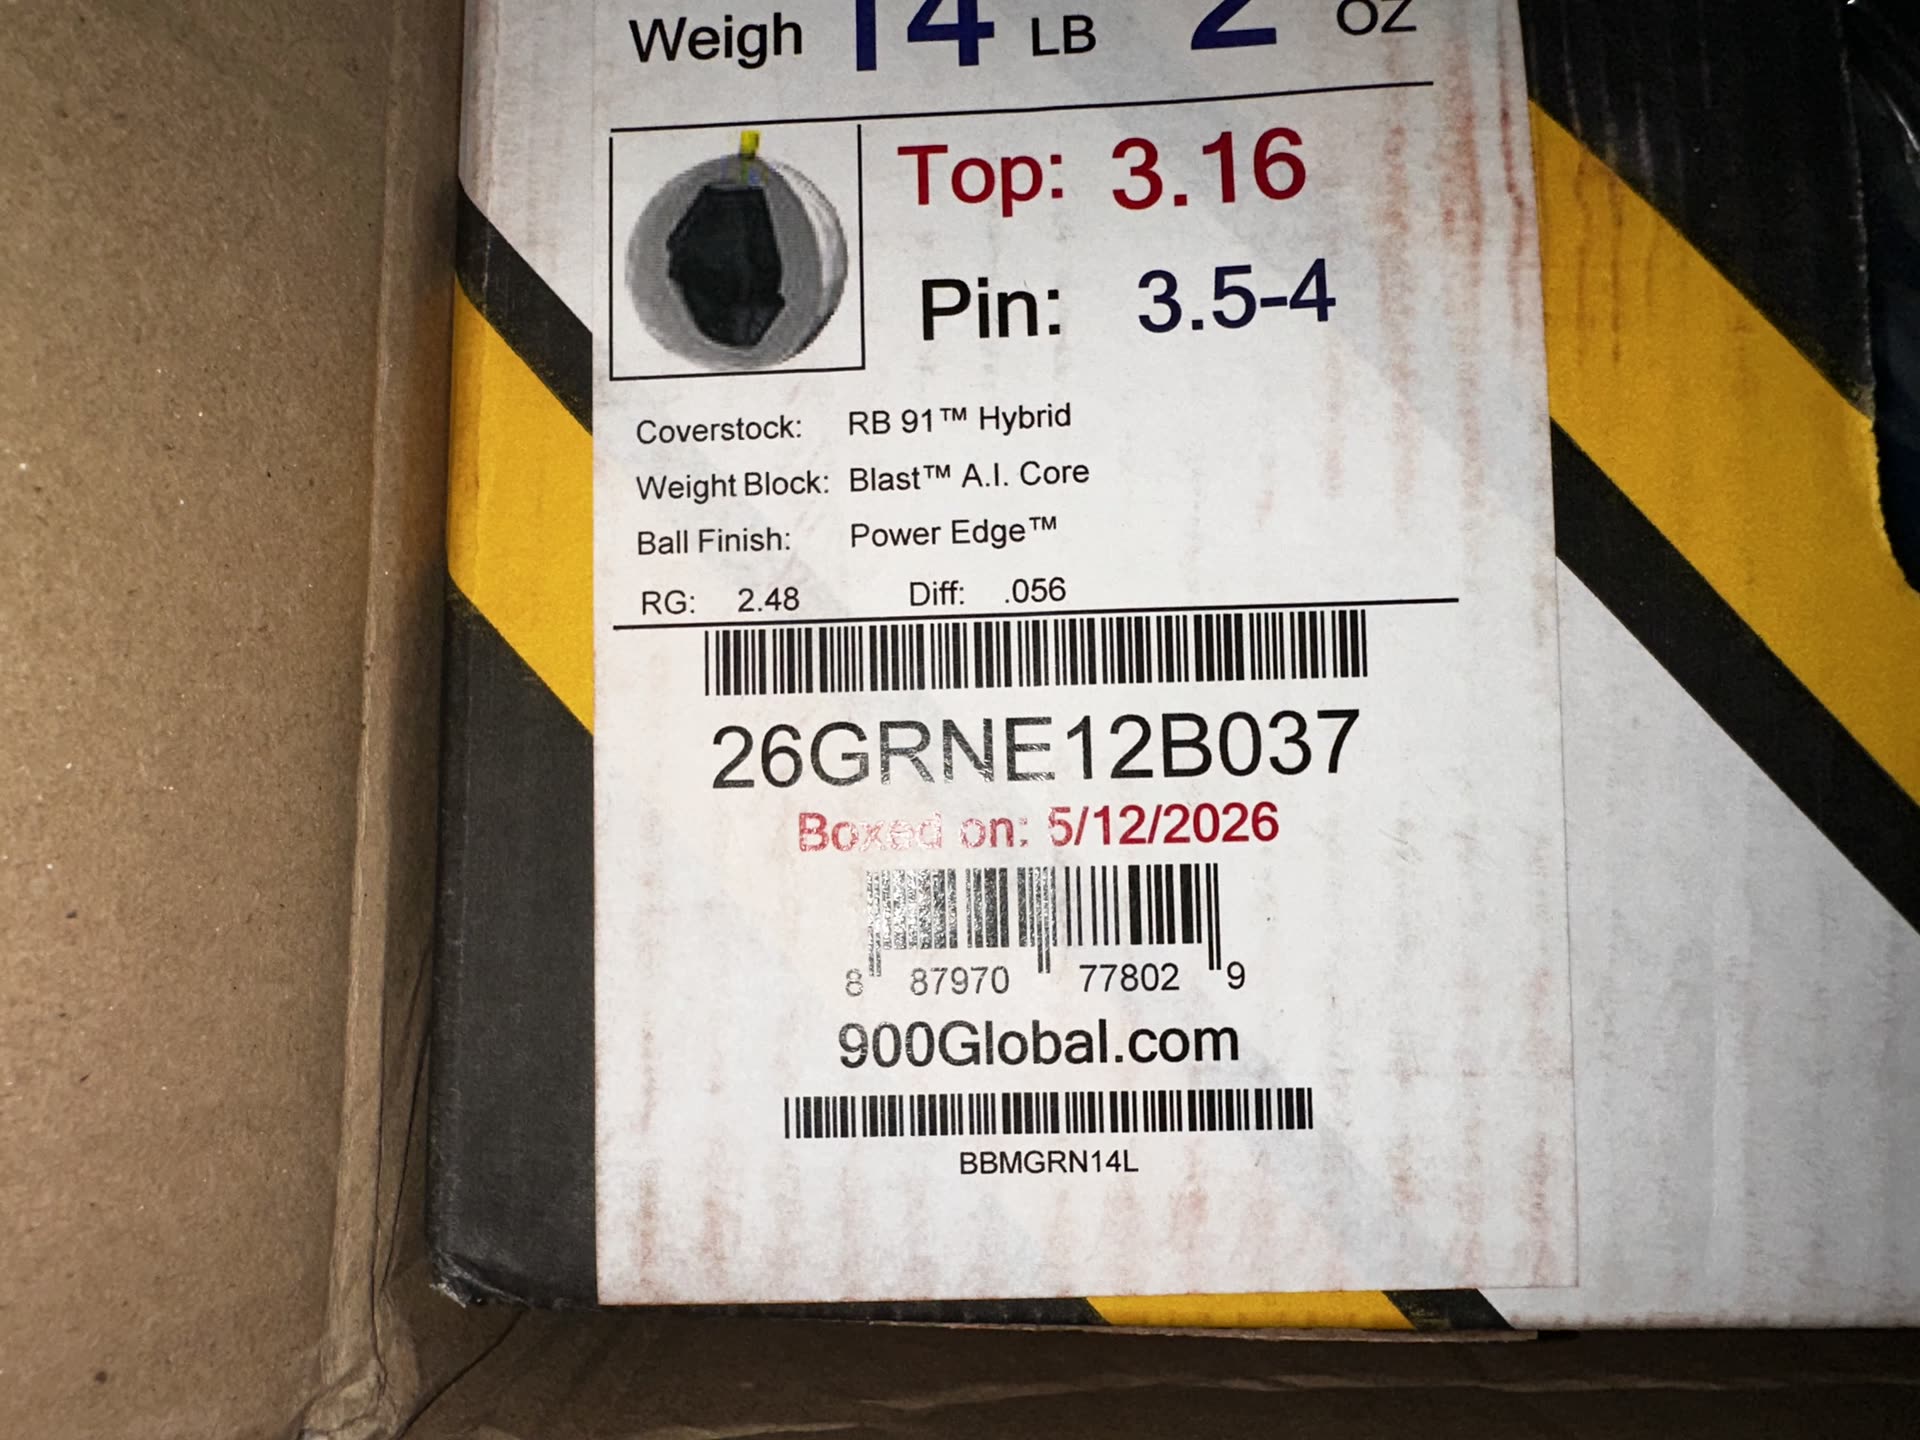 Weigh 14 LB 2 OZ
Top: 3.16
Pin: 3.5-4
Coverstock: RB 91™ Hybrid
Weight Block: Blast™ A.I. Core
Ball Finish: Power Edge™
RG: 2.48 Diff: .056
26GRNE12B037
Boxed on: 5/12/2026
8 87970 77802 9
900Global.com
BBMGRN14L